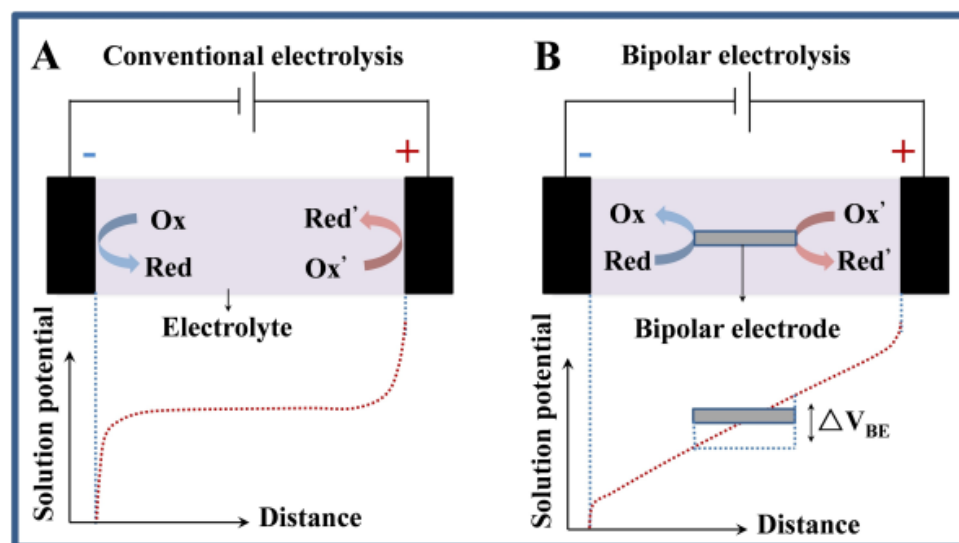 A
Conventional electrolysis
-
+
Ox
Red
Red’
Ox’
Electrolyte
Solution potential
Distance
B
Bipolar electrolysis
-
+
Ox
Red
Ox’
Red’
Bipolar electrode
△V_BE
Solution potential
Distance